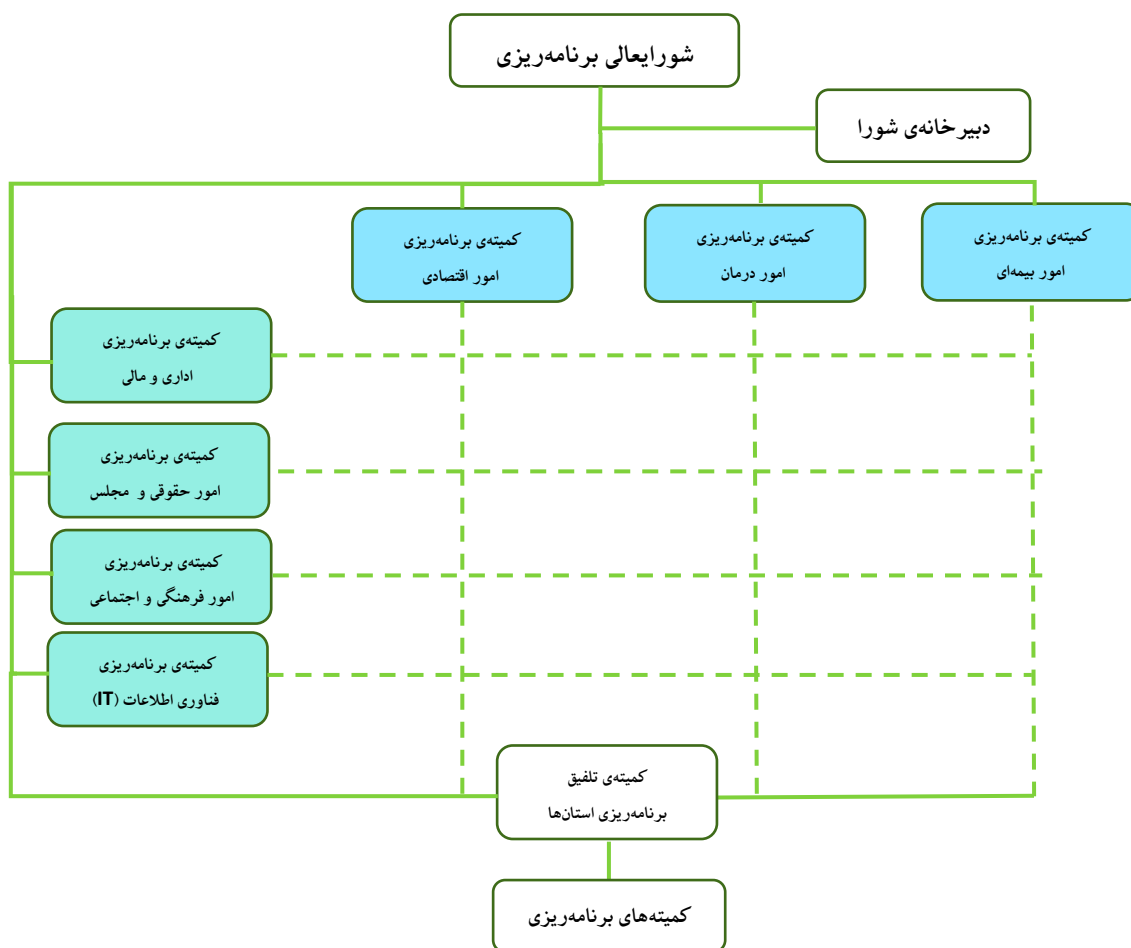 شورایعالی برنامه‌ریزی
دبیرخانه‌ی شورا
کمیته‌ی برنامه‌ریزی
امور بیمه‌ای
کمیته‌ی برنامه‌ریزی
امور درمان
کمیته‌ی برنامه‌ریزی
امور اقتصادی
کمیته‌ی برنامه‌ریزی
اداری و مالی
کمیته‌ی برنامه‌ریزی
امور حقوقی و مجلس
کمیته‌ی برنامه‌ریزی
امور فرهنگی و اجتماعی
کمیته‌ی برنامه‌ریزی
فناوری اطلاعات (IT)
کمیته‌ی تلفیق
برنامه‌ریزی استان‌ها
کمیته‌های برنامه‌ریزی